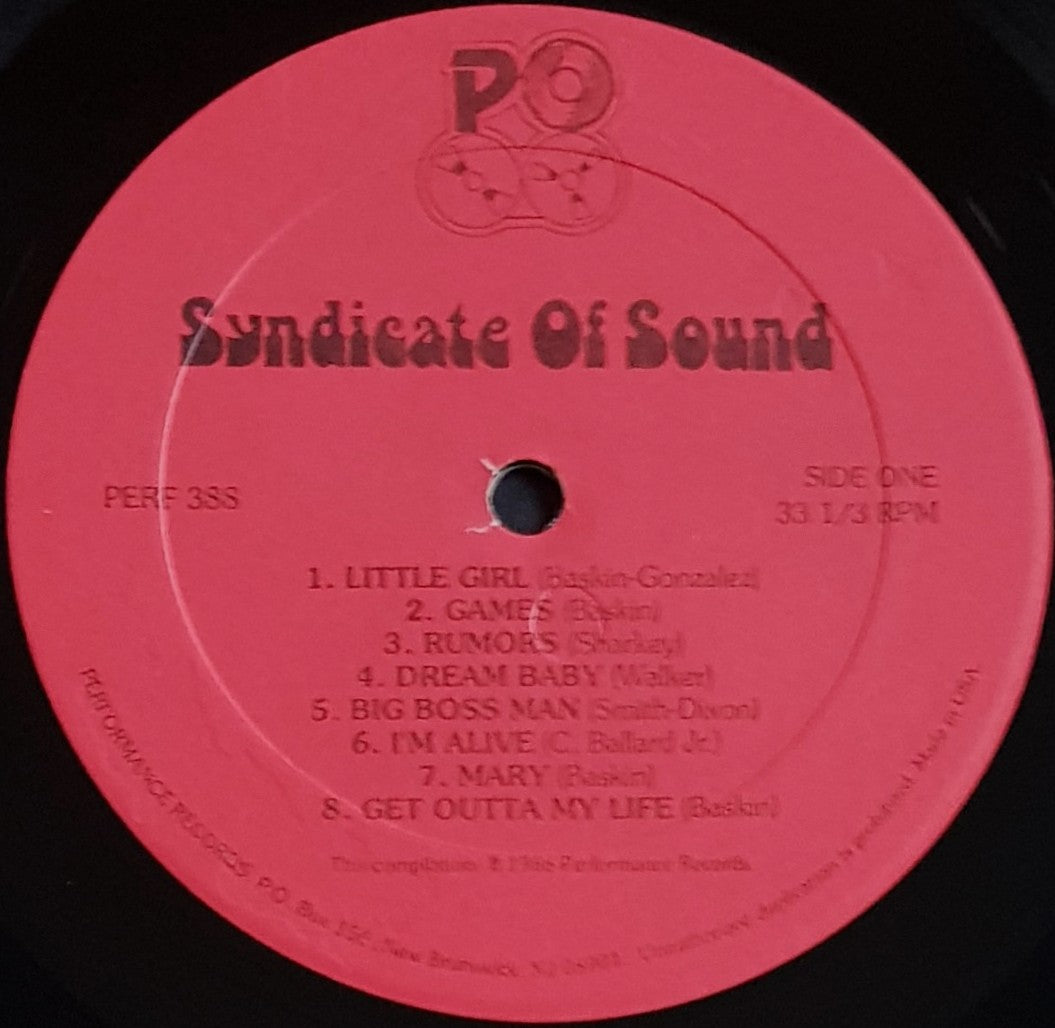 PO
Syndicate Of Sound
PERF 388
SIDE ONE
33 1/3 RPM
1. LITTLE GIRL (Baskin-Gonzalez)
2. GAMES (Baskin)
3. RUMORS (Sharkey)
4. DREAM BABY (Walker)
5. BIG BOSS MAN (Smith-Dixon)
6. I'M ALIVE (C. Ballard Jr.)
7. MARY (Baskin)
8. GET OUTTA MY LIFE (Baskin)
This compilation Performance Records
PERFORMANCE RECORDS, P.O. Box New Brunswick, NJ duplication is prohibited. Made in USA